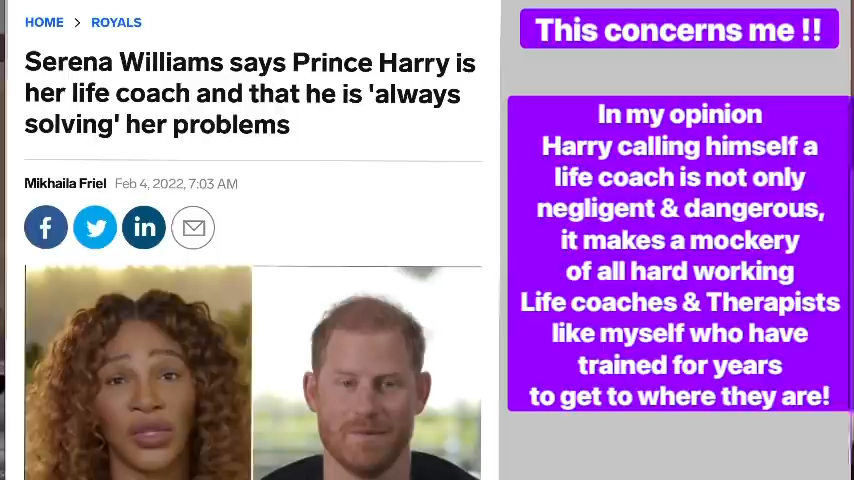 HOME > ROYALS
Serena Williams says Prince Harry is
her life coach and that he is 'always
solving' her problems
Mikhaila Friel Feb 4, 2022, 7:03 AM
This concerns me !!
In my opinion
Harry calling himself a
life coach is not only
negligent & dangerous,
it makes a mockery
of all hard working
Life coaches & Therapists
like myself who have
trained for years
to get to where they are!